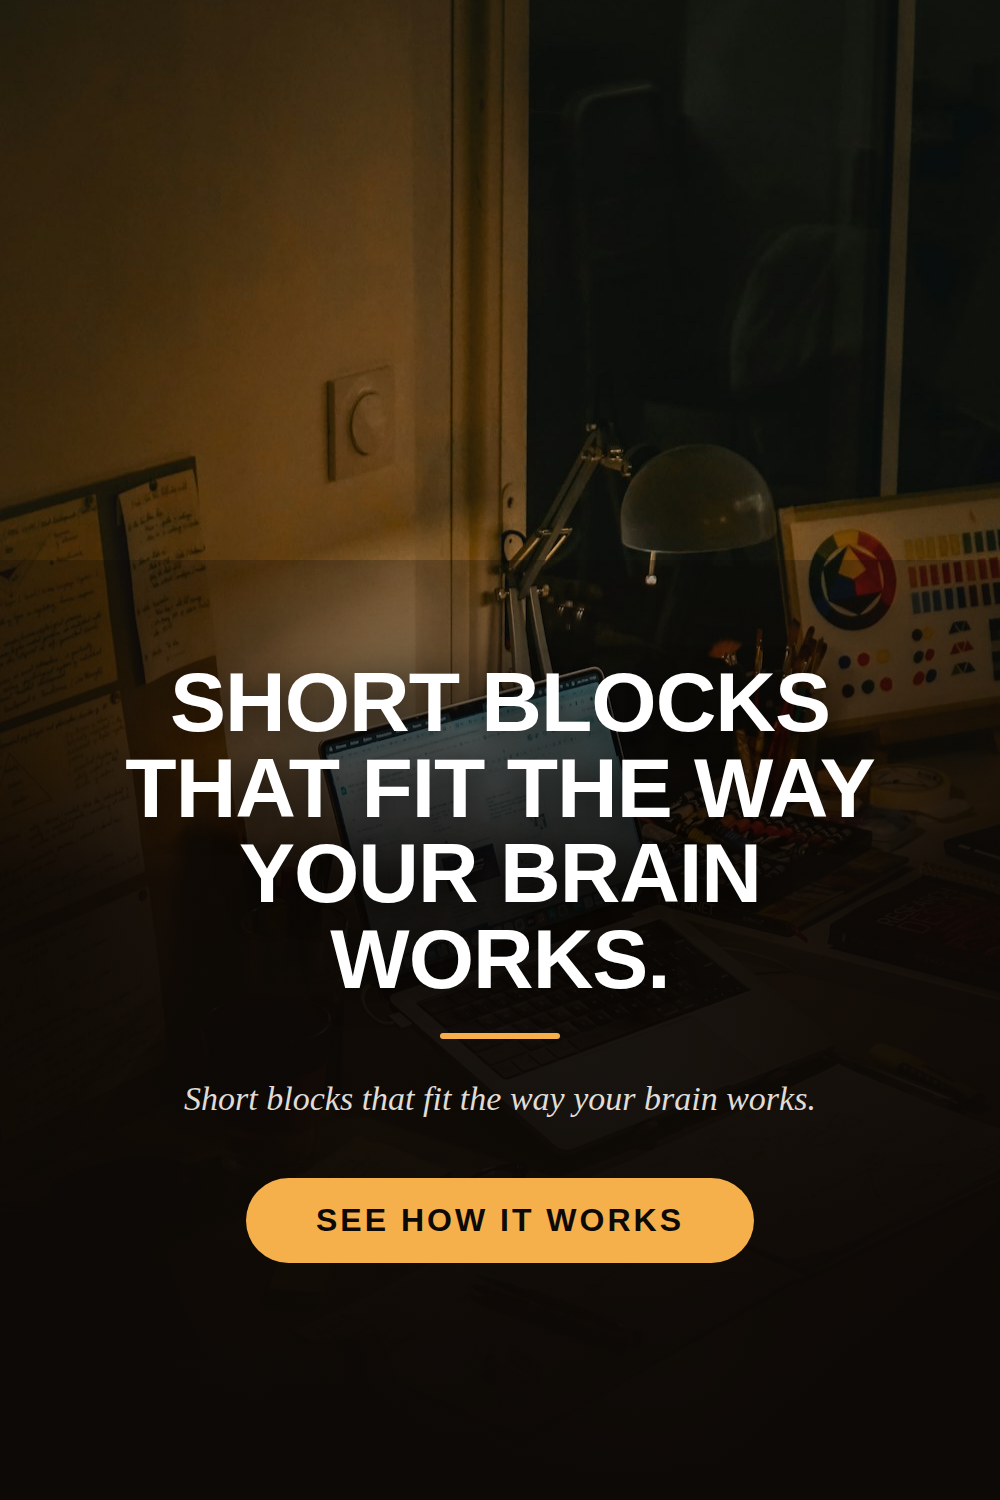 SHORT BLOCKS
THAT FIT THE WAY
YOUR BRAIN
WORKS.
Short blocks that fit the way your brain works.
SEE HOW IT WORKS